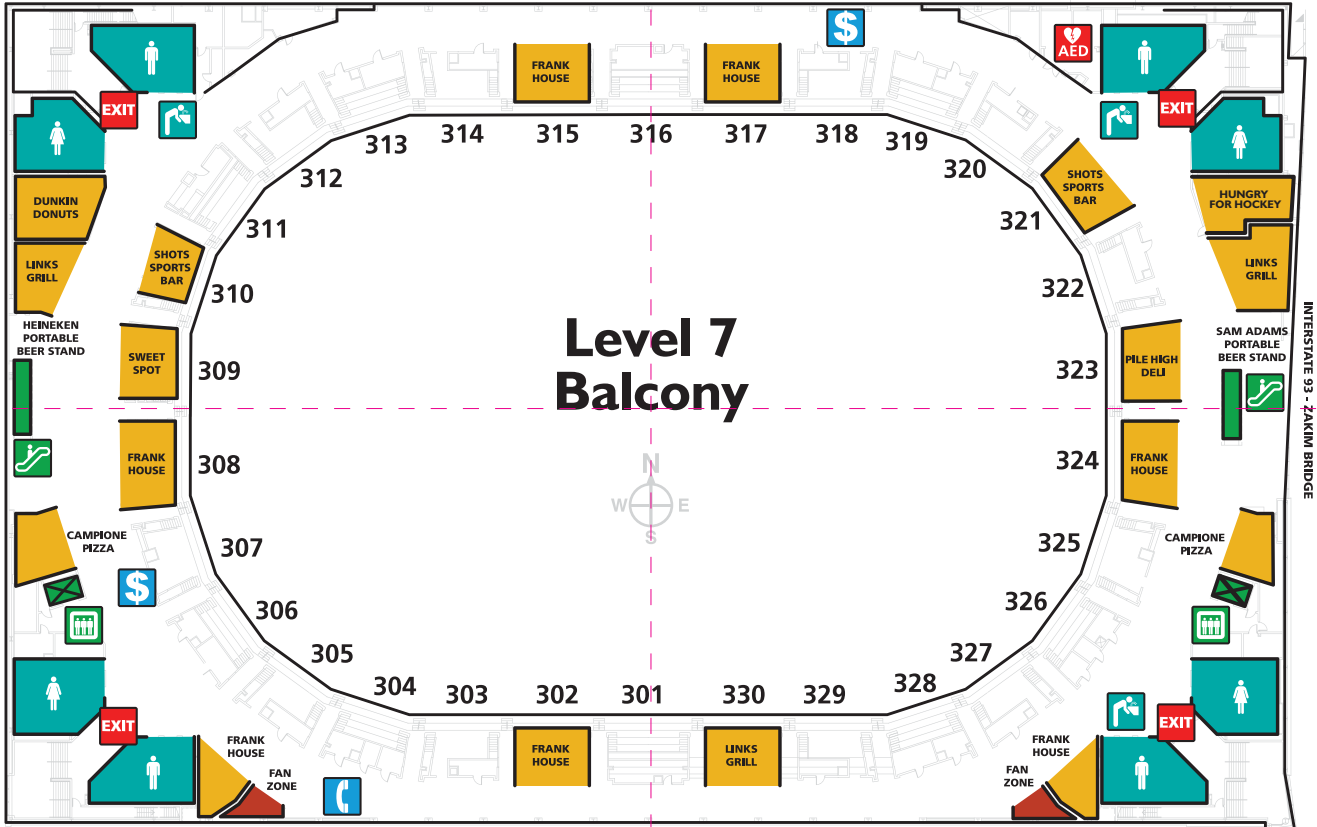 FRANK
HOUSE
FRANK
HOUSE
$
AED
EXIT
EXIT
313
314
315
316
317
318
319
312
320
311
321
310
322
309
323
308
324
307
325
306
326
305
327
304
303
302
301
330
329
328
DUNKIN
DONUTS
LINKS
GRILL
SHOTS
SPORTS
BAR
HEINEKEN
PORTABLE
BEER STAND
SWEET
SPOT
FRANK
HOUSE
CAMPIONE
PIZZA
$
Level 7
Balcony
N
W
E
S
SHOTS
SPORTS
BAR
HUNGRY
FOR HOCKEY
LINKS
GRILL
SAM ADAMS
PORTABLE
BEER STAND
PILE HIGH
DELI
FRANK
HOUSE
CAMPIONE
PIZZA
INTERSTATE 93 - ZAKIM BRIDGE
EXIT
FRANK
HOUSE
FAN
ZONE
FRANK
HOUSE
LINKS
GRILL
FRANK
HOUSE
FAN
ZONE
EXIT